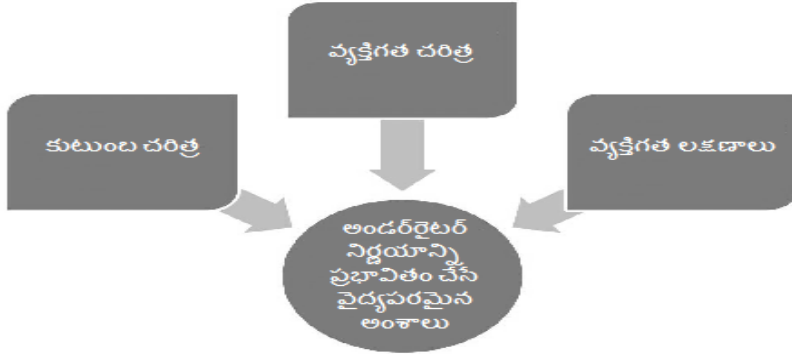 వ్యక్తిగత చరిత్ర
కుటుంబ చరిత్ర
వ్యక్తిగత లక్షణాలు
అండర్‌రైటర్
నిర్ణయాన్ని
ప్రభావితం చేసే
వైద్యపరమైన
అంశాలు